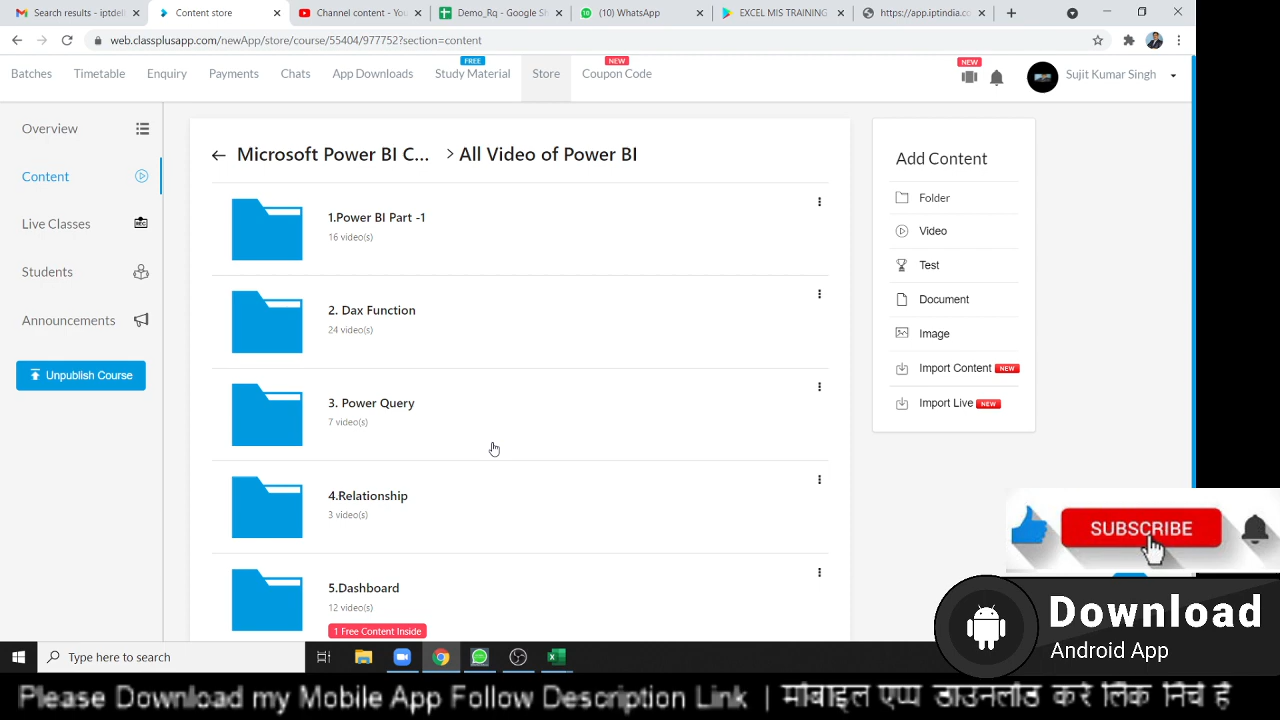 Search results - iptdel
Content store
Channel content - You
Demo_Rq - Google Sh
(10) WhatsApp
EXCEL MIS TRAINING
https://app.iptindia.co
web.classplusapp.com/newApp/store/course/55404/977752?section=content
Batches
Timetable
Enquiry
Payments
Chats
App Downloads
FREE
Study Material
Store
NEW
Coupon Code
NEW
Sujit Kumar Singh
Overview
Content
Live Classes
REC
Students
Announcements
Unpublish Course
Microsoft Power BI C... > All Video of Power BI
1.Power BI Part -1
16 video(s)
2. Dax Function
24 video(s)
3. Power Query
7 video(s)
4.Relationship
3 video(s)
5.Dashboard
12 video(s)
1 Free Content Inside
Add Content
Folder
Video
Test
Document
Image
Import Content NEW
Import Live NEW
SUBSCRIBE
Download
Android App
Type here to search
Please Download my Mobile App Follow Description Link | मोबाइल एप्प डाउनलोड करे लिंक निचे है